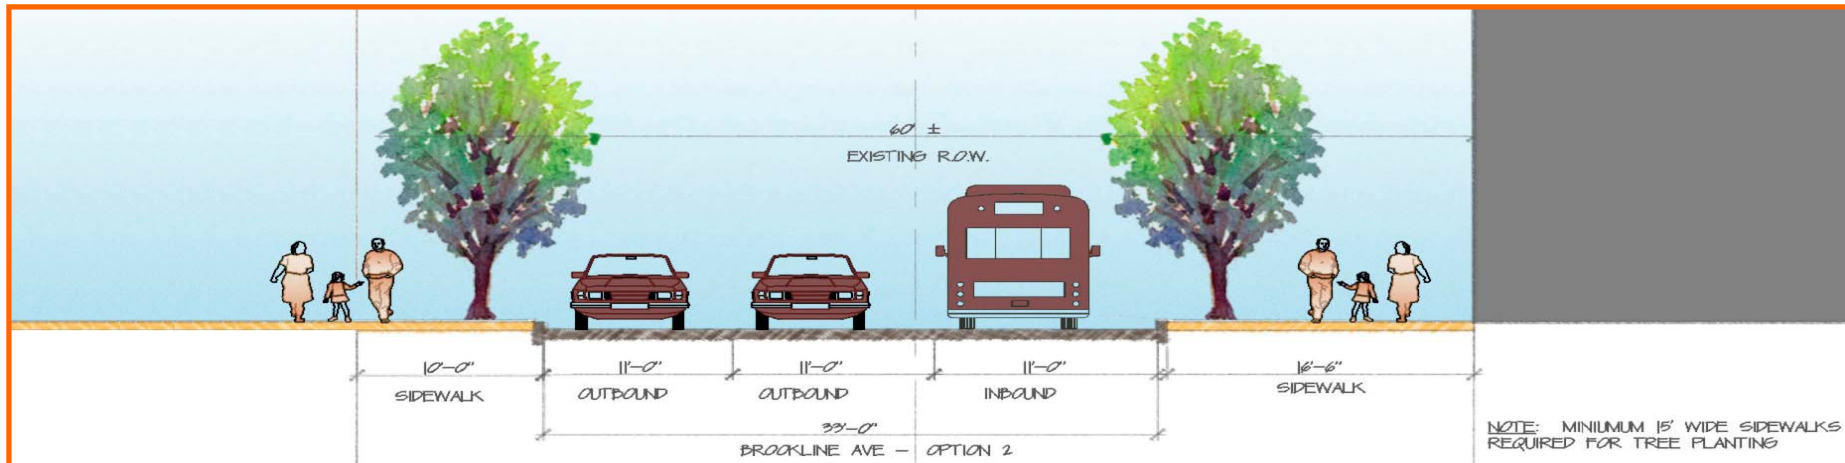 60' ±
EXISTING R.O.W.
10'-0" 11'-0" 11'-0" 11'-0" 16'-6"
SIDEWALK OUTBOUND OUTBOUND INBOUND SIDEWALK
33'-0"
BROOKLINE AVE - OPTION 2
NOTE: MINIUMUM 15' WIDE SIDEWALKS
REQUIRED FOR TREE PLANTING